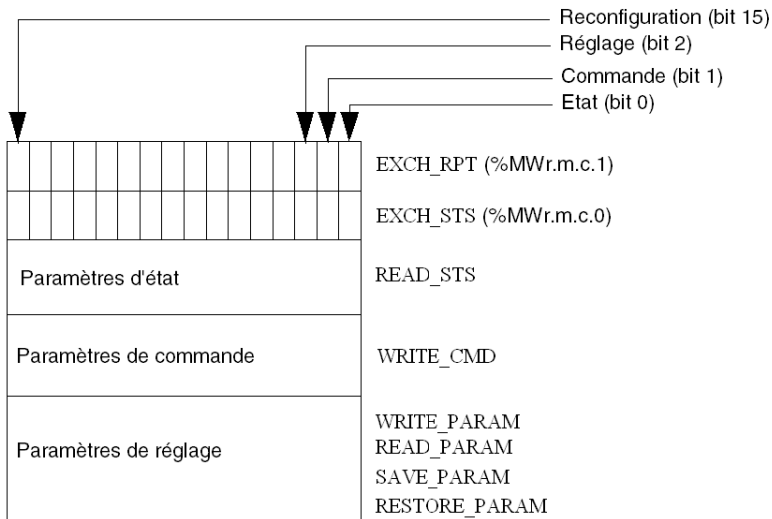 Reconfiguration (bit 15)
Réglage (bit 2)
Commande (bit 1)
Etat (bit 0)
EXCH_RPT (%MWr.m.c.1)
EXCH_STS (%MWr.m.c.0)
Paramètres d'état
READ_STS
Paramètres de commande
WRITE_CMD
Paramètres de réglage
WRITE_PARAM
READ_PARAM
SAVE_PARAM
RESTORE_PARAM